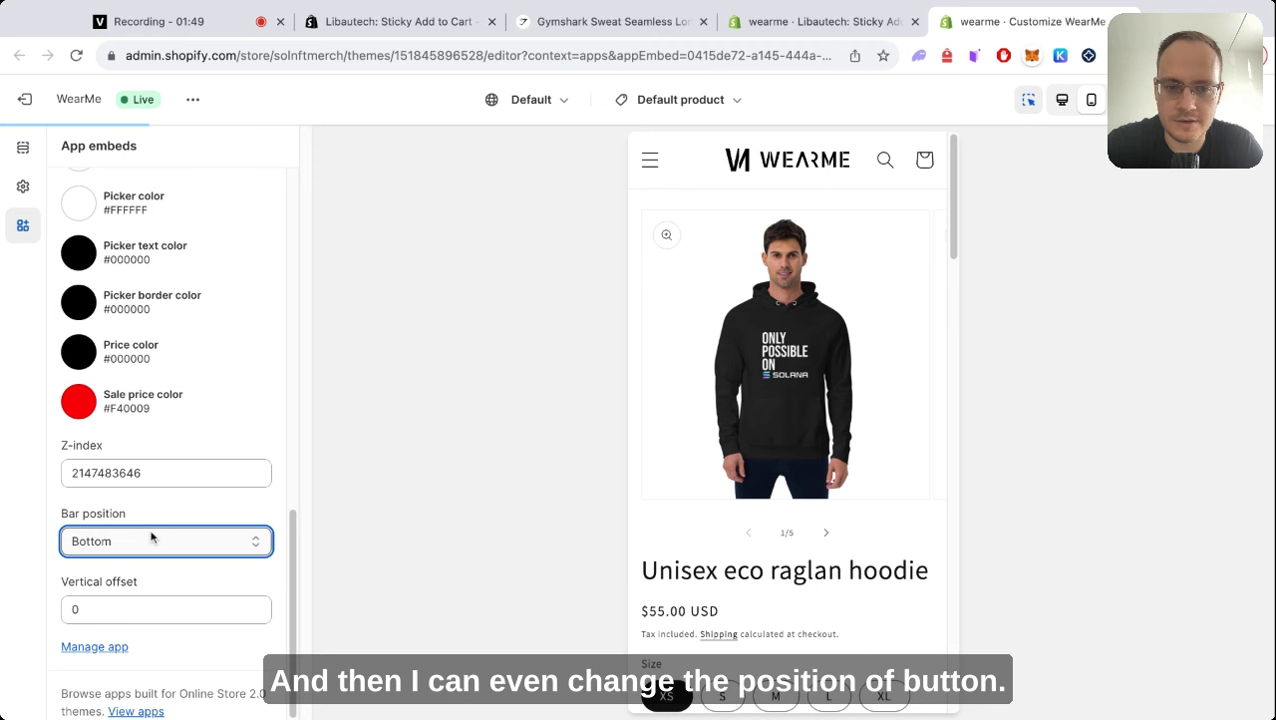 Recording - 01:49
Libautech: Sticky Add to Cart -
Gymshark Sweat Seamless Lon
wearme · Libautech: Sticky Add
wearme · Customize WearMe
admin.shopify.com/store/solnftmerch/themes/151845896528/editor?context=apps&appEmbed=0415de72-a145-444a-...
WearMe
Live
Default
Default product
App embeds
Picker color
#FFFFFF
Picker text color
#000000
Picker border color
#000000
Price color
#000000
Sale price color
#F40009
Z-index
2147483646
Bar position
Bottom
Vertical offset
0
Manage app
Browse apps built for Online Store 2.0
themes. View apps
WEARME
ONLY
POSSIBLE
ON
SOLANA
1/5
Unisex eco raglan hoodie
$55.00 USD
Tax included. Shipping calculated at checkout.
Size
XS
S
M
L
XL
And then I can even change the position of button.